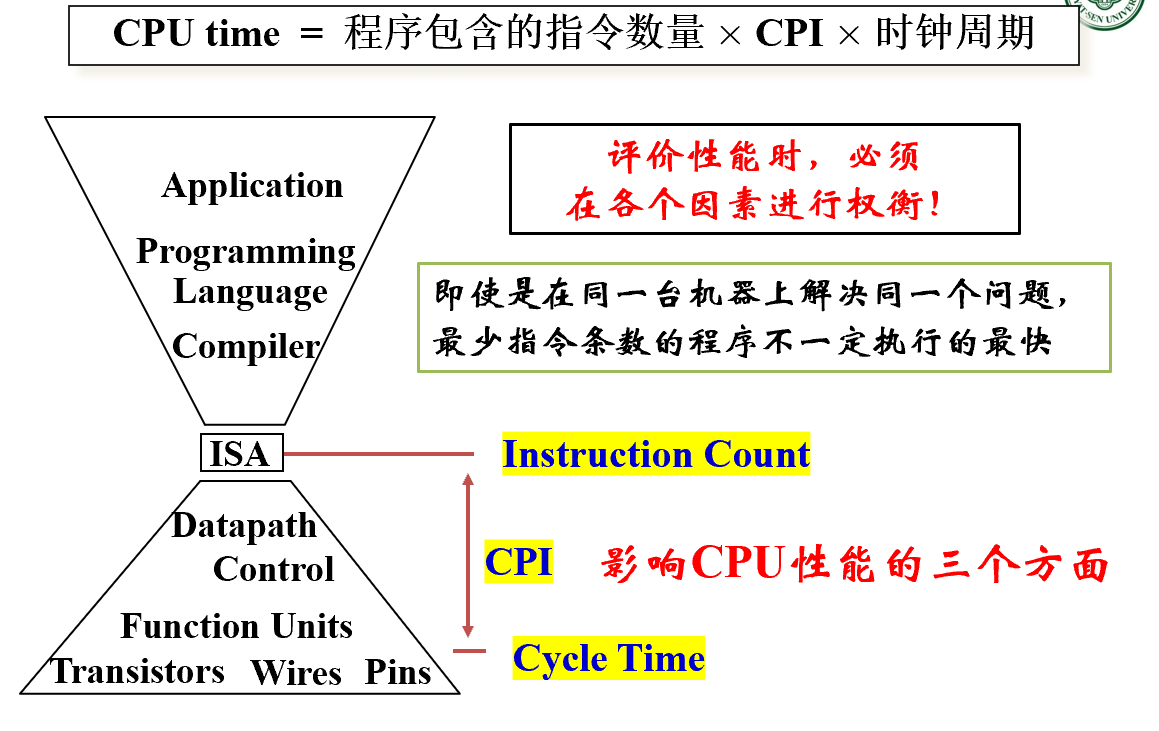 CPU time = 程序包含的指令数量 × CPI × 时钟周期
Application
Programming
Language
Compiler
ISA
Datapath
Control
Function Units
Transistors Wires Pins
评价性能时，必须
在各个因素进行权衡！
即使是在同一台机器上解决同一个问题，
最少指令条数的程序不一定执行的最快
Instruction Count
CPI
影响CPU性能的三个方面
Cycle Time